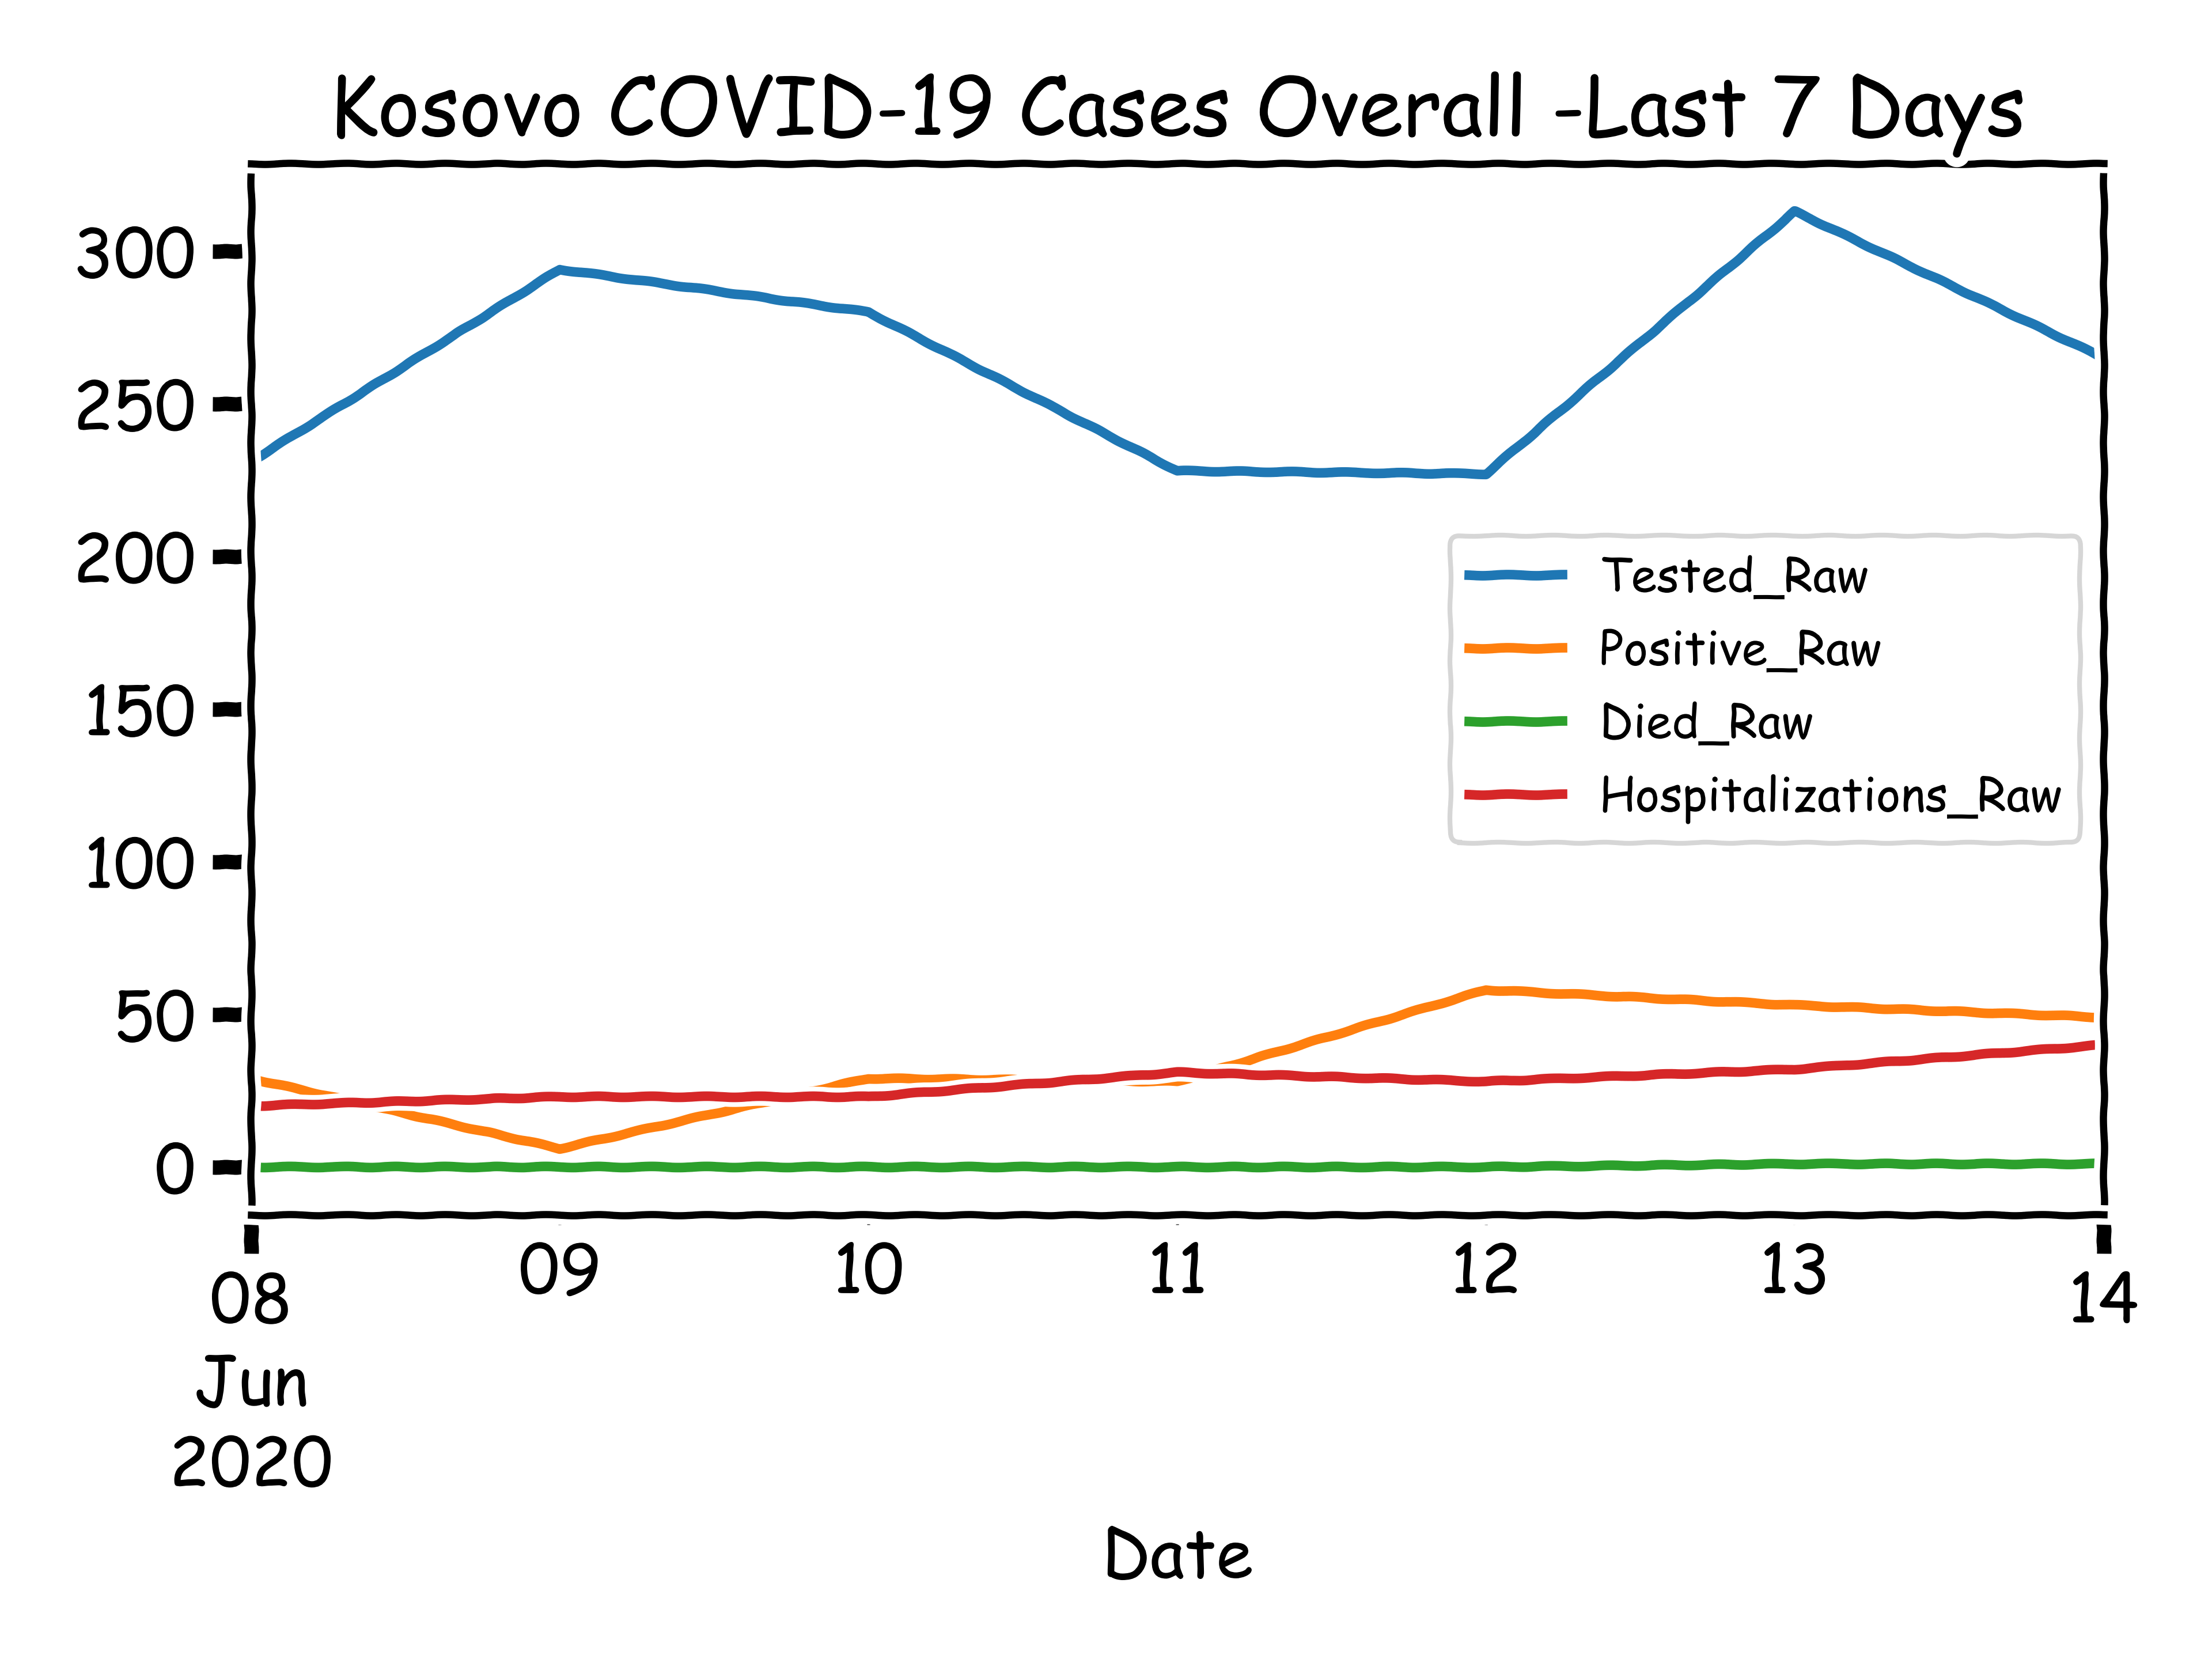 Kosovo COVID-19 Cases Overall -Last 7 Days
300
250
200
150
100
50
0
Tested_Raw
Positive_Raw
Died_Raw
Hospitalizations_Raw
08 09 10 11 12 13 14
Jun
2020
Date